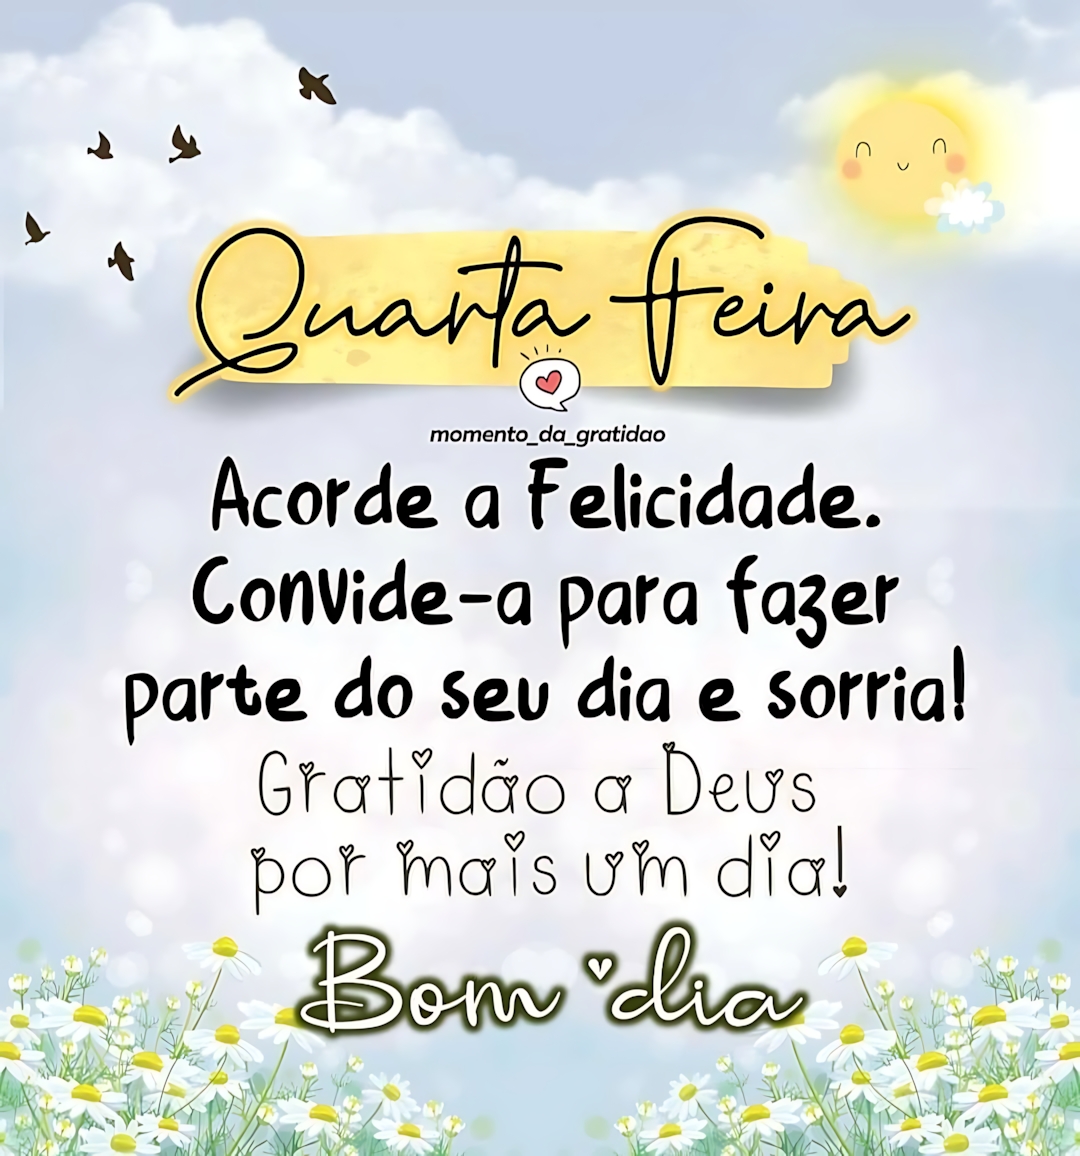 Quarta Feira
momento_da_gratidao
Acorde a Felicidade.
Convide-a para fazer
parte do seu dia e sorria!
Gratidão a Deus
por mais um dia!
Bom dia